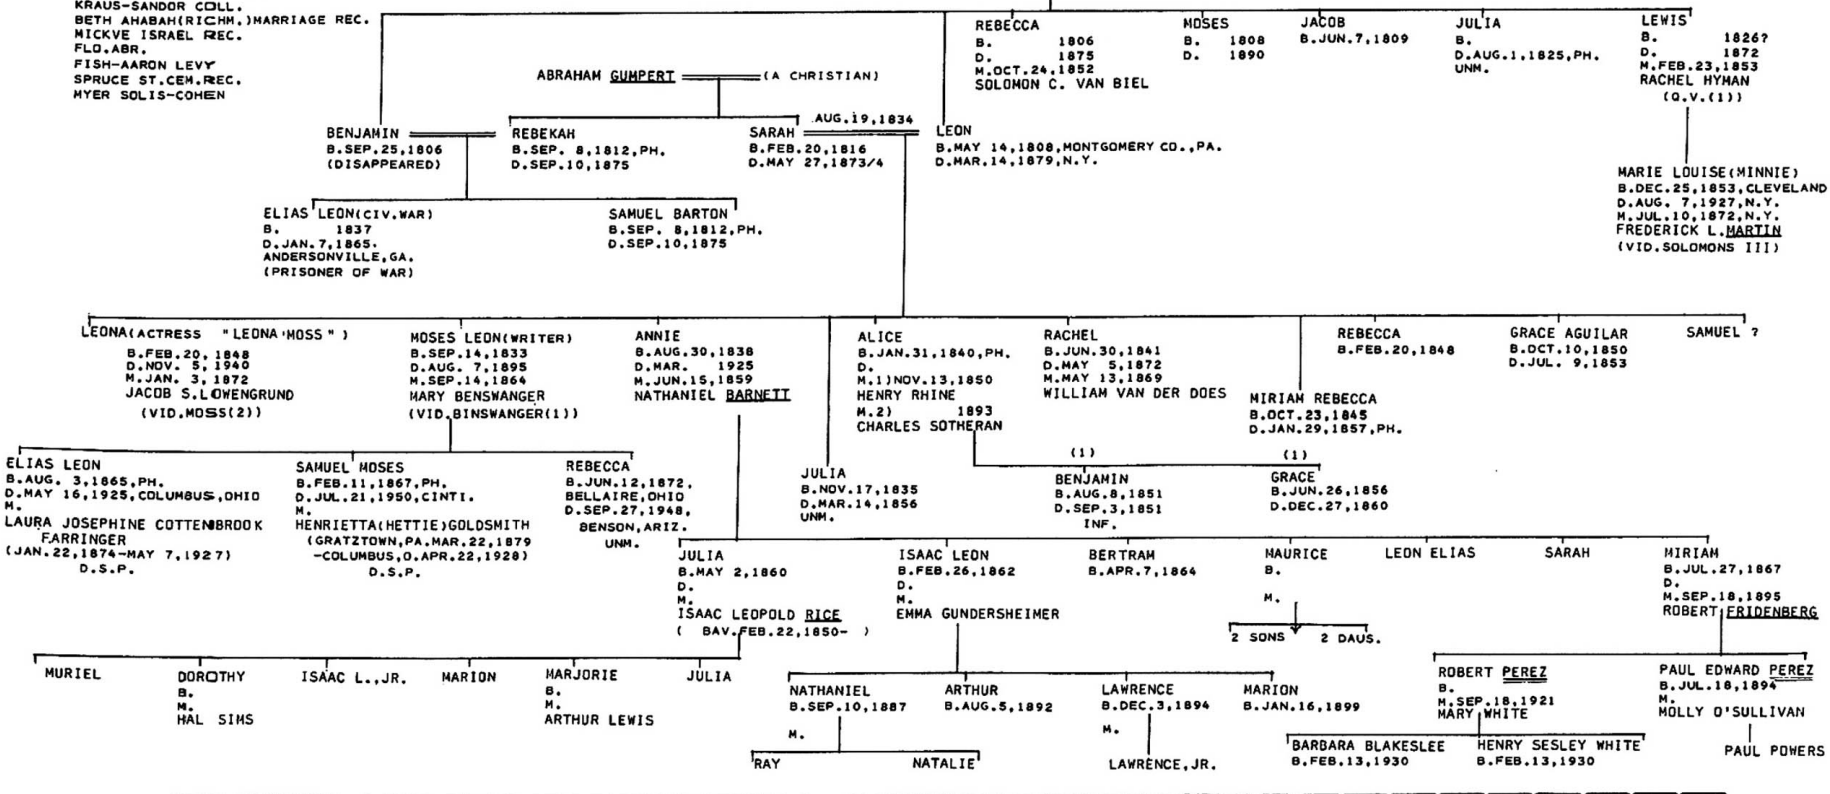 KRAUS-SANDOR COLL.
BETH AHABAH(RICHM.)MARRIAGE REC.
MICKVE ISRAEL REC.
FLO.ABR.
FISH-AARON LEVY
SPRUCE ST.CEM.REC.
MYER SOLIS-COHEN
REBECCA
B. 1806
D. 1875
M.OCT.24,1852
SOLOMON C. VAN BIEL
MOSES
B. 1808
D. 1890
JACOB
B.JUN.7,1809
JULIA
B.
D.AUG.1,1825,PH.
UNM.
LEWIS
B. 1826?
D. 1872
M.FEB.23,1853
RACHEL HYMAN
(Q.V.(1))
ABRAHAM GUMPERT
(A CHRISTIAN)
BENJAMIN
B.SEP.25,1806
(DISAPPEARED)
REBEKAH
B.SEP. 8,1812,PH.
D.SEP.10,1875
SARAH
B.FEB.20,1816
D.MAY 27,1873/4
AUG.19,1834
LEON
B.MAY 14,1808,MONTGOMERY CO.,PA.
D.MAR.14,1879,N.Y.
MARIE LOUISE(MINNIE)
B.DEC.25,1853,CLEVELAND
D.AUG. 7,1927,N.Y.
M.JUL.10,1872,N.Y.
FREDERICK L.MARTIN
(VID.SOLOMONS III)
ELIAS LEON(CIV.WAR)
B. 1837
D.JAN.7,1865.
ANDERSONVILLE,GA.
(PRISONER OF WAR)
SAMUEL BARTON
B.SEP. 8,1812,PH.
D.SEP.10,1875
LEONA(ACTRESS "LEONA MOSS")
B.FEB.20, 1848
D.NOV. 5, 1940
M.JAN. 3, 1872
JACOB S.LOWENGRUND
(VID.MOSS(2))
MOSES LEON(WRITER)
B.SEP.14,1833
D.AUG. 7,1895
M.SEP.14,1864
MARY BENSWANGER
(VID.BINSWANGER(1))
ANNIE
B.AUG.30,1838
D.MAR. 1925
M.JUN.15,1859
NATHANIEL BARNETT
ALICE
B.JAN.31,1840,PH.
D.
M.1)NOV.13,1850
HENRY RHINE
M.2) 1893
CHARLES SOTHERAN
RACHEL
B.JUN.30,1841
D.MAY 5,1872
M.MAY 13,1869
WILLIAM VAN DER DOES
MIRIAM REBECCA
B.OCT.23,1845
D.JAN.29,1857,PH.
REBECCA
B.FEB.20,1848
GRACE AGUILAR
B.OCT.10,1850
D.JUL. 9,1853
SAMUEL ?
ELIAS LEON
B.AUG. 3,1865,PH.
D.MAY 16,1925,COLUMBUS,OHIO
M.
LAURA JOSEPHINE COTTENBROOK
FARRINGER
(JAN.22,1874-MAY 7,1927)
D.S.P.
SAMUEL MOSES
B.FEB.11,1867,PH.
D.JUL.21,1950,CINTI.
M.
HENRIETTA(HETTIE)GOLDSMITH
(GRATZTOWN,PA.MAR.22,1879
-COLUMBUS,O.APR.22,1928)
D.S.P.
REBECCA
B.JUN.12,1872,
BELLAIRE,OHIO
D.SEP.27,1948,
BENSON,ARIZ.
UNM.
JULIA
B.NOV.17,1835
D.MAR.14,1856
UNM.
(1)
BENJAMIN
B.AUG.8,1851
D.SEP.3,1851
INF.
(1)
GRACE
B.JUN.26,1856
D.DEC.27,1860
JULIA
B.MAY 2,1860
D.
M.
ISAAC LEOPOLD RICE
( BAV.FEB.22,1850- )
ISAAC LEON
B.FEB.26,1862
D.
M.
EMMA GUNDERSHEIMER
BERTRAM
B.APR.7,1864
MAURICE
B.
M.
2 SONS 2 DAUS.
LEON ELIAS
SARAH
MIRIAM
B.JUL.27,1867
D.
M.SEP.18,1895
ROBERT FRIDENBERG
MURIEL
DOROTHY
B.
M.
HAL SIMS
ISAAC L.,JR.
MARION
MARJORIE
B.
M.
ARTHUR LEWIS
JULIA
NATHANIEL
B.SEP.10,1887
M.
ARTHUR
B.AUG.5,1892
LAWRENCE
B.DEC.3,1894
M.
MARION
B.JAN.16,1899
ROBERT PEREZ
B.
M.SEP.18,1921
MARY WHITE
PAUL EDWARD PEREZ
B.JUL.18,1894
M.
MOLLY O'SULLIVAN
RAY
NATALIE
LAWRENCE,JR.
BARBARA BLAKESLEE
B.FEB.13,1930
HENRY SESLEY WHITE
B.FEB.13,1930
PAUL POWERS